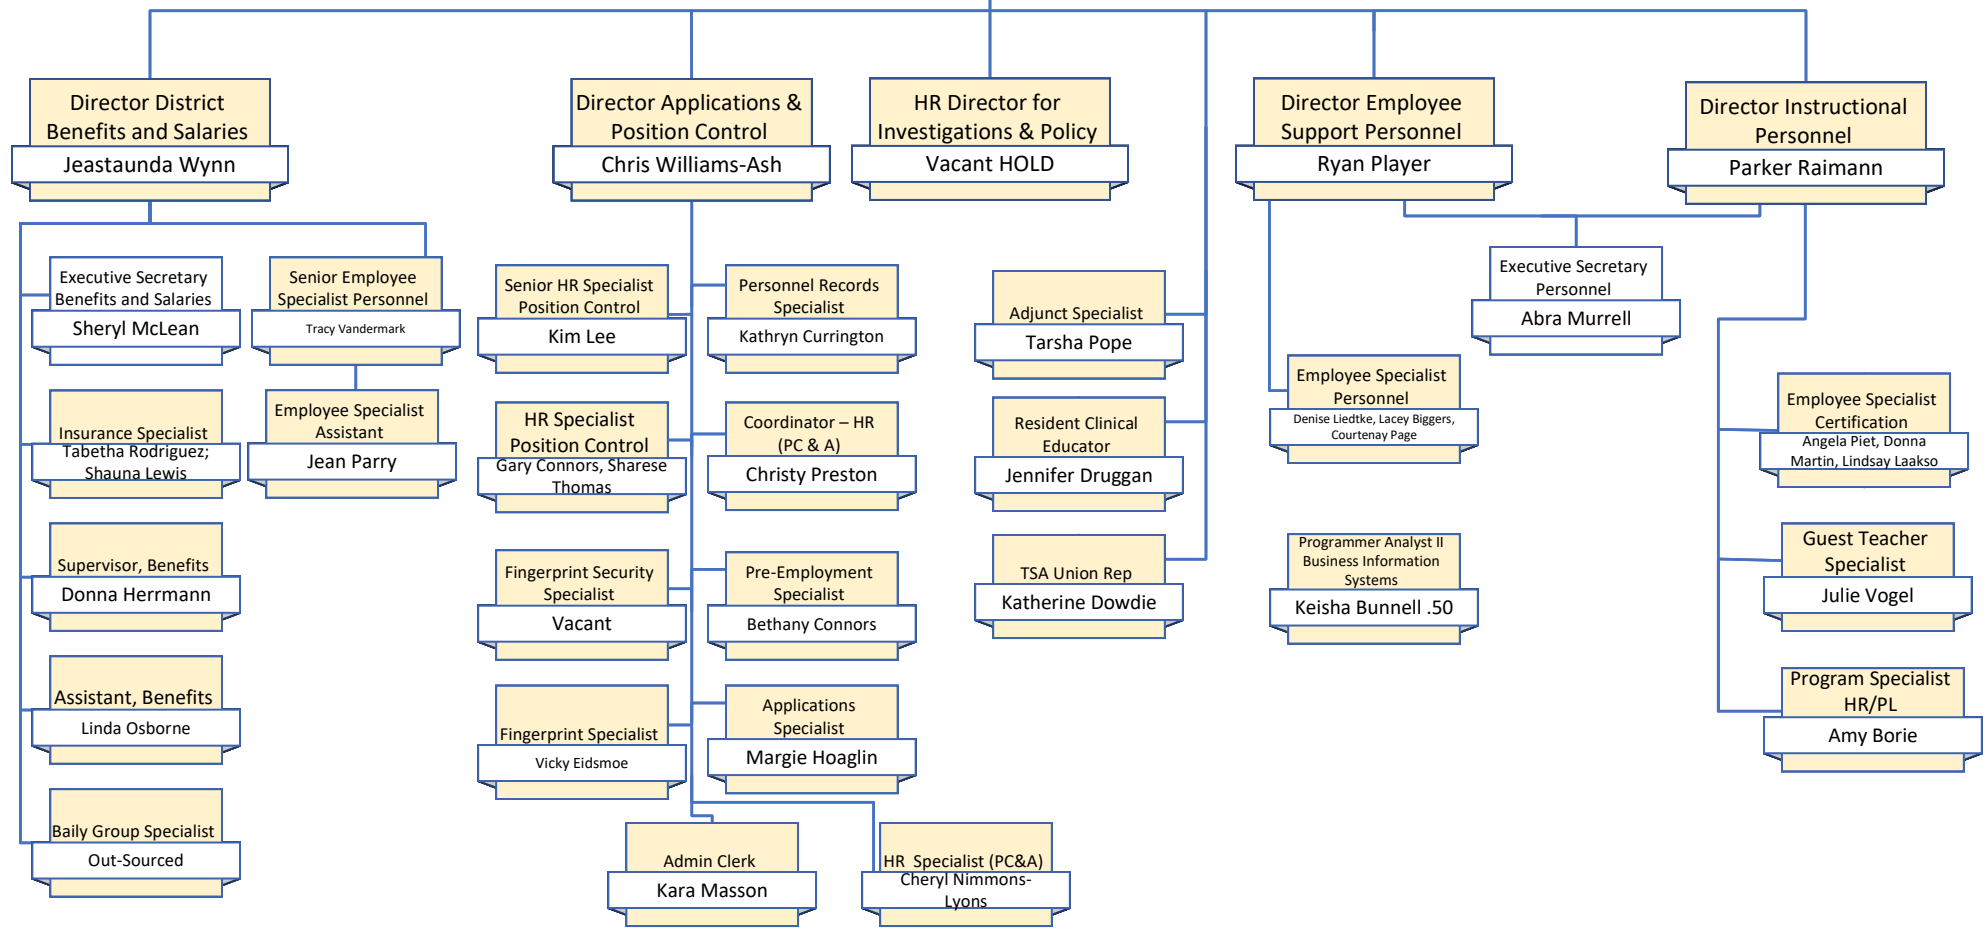 Director District
Benefits and Salaries
Jeastaunda Wynn
Director Applications &
Position Control
Chris Williams-Ash
HR Director for
Investigations & Policy
Vacant HOLD
Director Employee
Support Personnel
Ryan Player
Director Instructional
Personnel
Parker Raimann
Executive Secretary
Benefits and Salaries
Sheryl McLean
Senior Employee
Specialist Personnel
Tracy Vandermark
Insurance Specialist
Tabetha Rodriguez;
Shauna Lewis
Employee Specialist
Assistant
Jean Parry
Supervisor, Benefits
Donna Herrmann
Assistant, Benefits
Linda Osborne
Baily Group Specialist
Out-Sourced
Senior HR Specialist
Position Control
Kim Lee
Personnel Records
Specialist
Kathryn Currington
HR Specialist
Position Control
Gary Connors, Sharese
Thomas
Coordinator – HR
(PC & A)
Christy Preston
Fingerprint Security
Specialist
Vacant
Pre-Employment
Specialist
Bethany Connors
Fingerprint Specialist
Vicky Eidsmoe
Applications
Specialist
Margie Hoaglin
Admin Clerk
Kara Masson
HR Specialist (PC&A)
Cheryl Nimmons-
Lyons
Adjunct Specialist
Tarsha Pope
Resident Clinical
Educator
Jennifer Druggan
TSA Union Rep
Katherine Dowdie
Executive Secretary
Personnel
Abra Murrell
Employee Specialist
Personnel
Denise Liedtke, Lacey Biggers,
Courtenay Page
Programmer Analyst II
Business Information
Systems
Keisha Bunnell .50
Employee Specialist
Certification
Angela Piet, Donna
Martin, Lindsay Laakso
Guest Teacher
Specialist
Julie Vogel
Program Specialist
HR/PL
Amy Borie